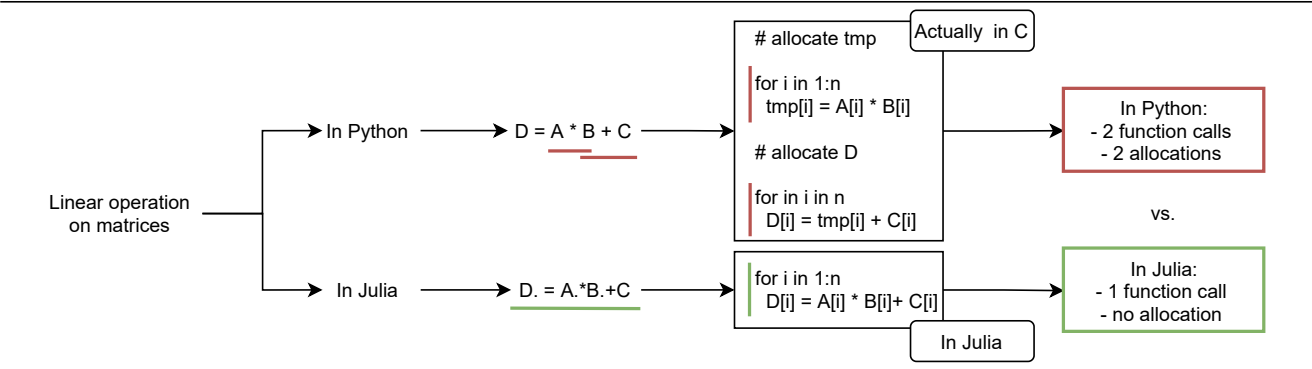 Linear operation
on matrices
In Python
D = A * B + C
# allocate tmp
for i in 1:n
tmp[i] = A[i] * B[i]
# allocate D
for in i in n
D[i] = tmp[i] + C[i]
Actually in C
In Python:
- 2 function calls
- 2 allocations
vs.
In Julia
D. = A.*B.+C
for i in 1:n
D[i] = A[i] * B[i]+ C[i]
In Julia
In Julia:
- 1 function call
- no allocation